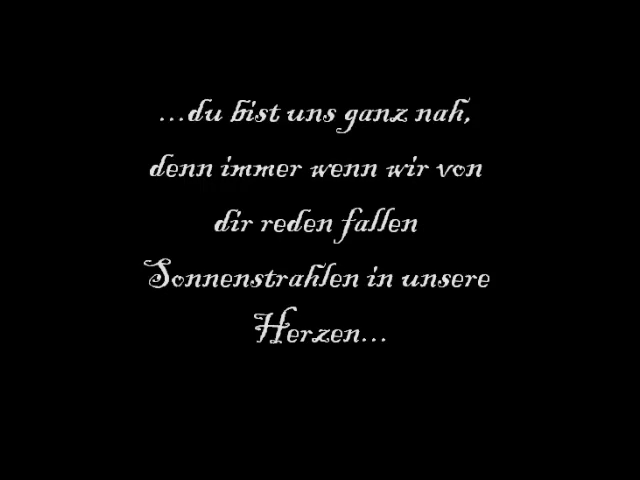 ...du bist uns ganz nah,
denn immer wenn wir von
dir reden fallen
Sonnenstrahlen in unsere
Herzen...